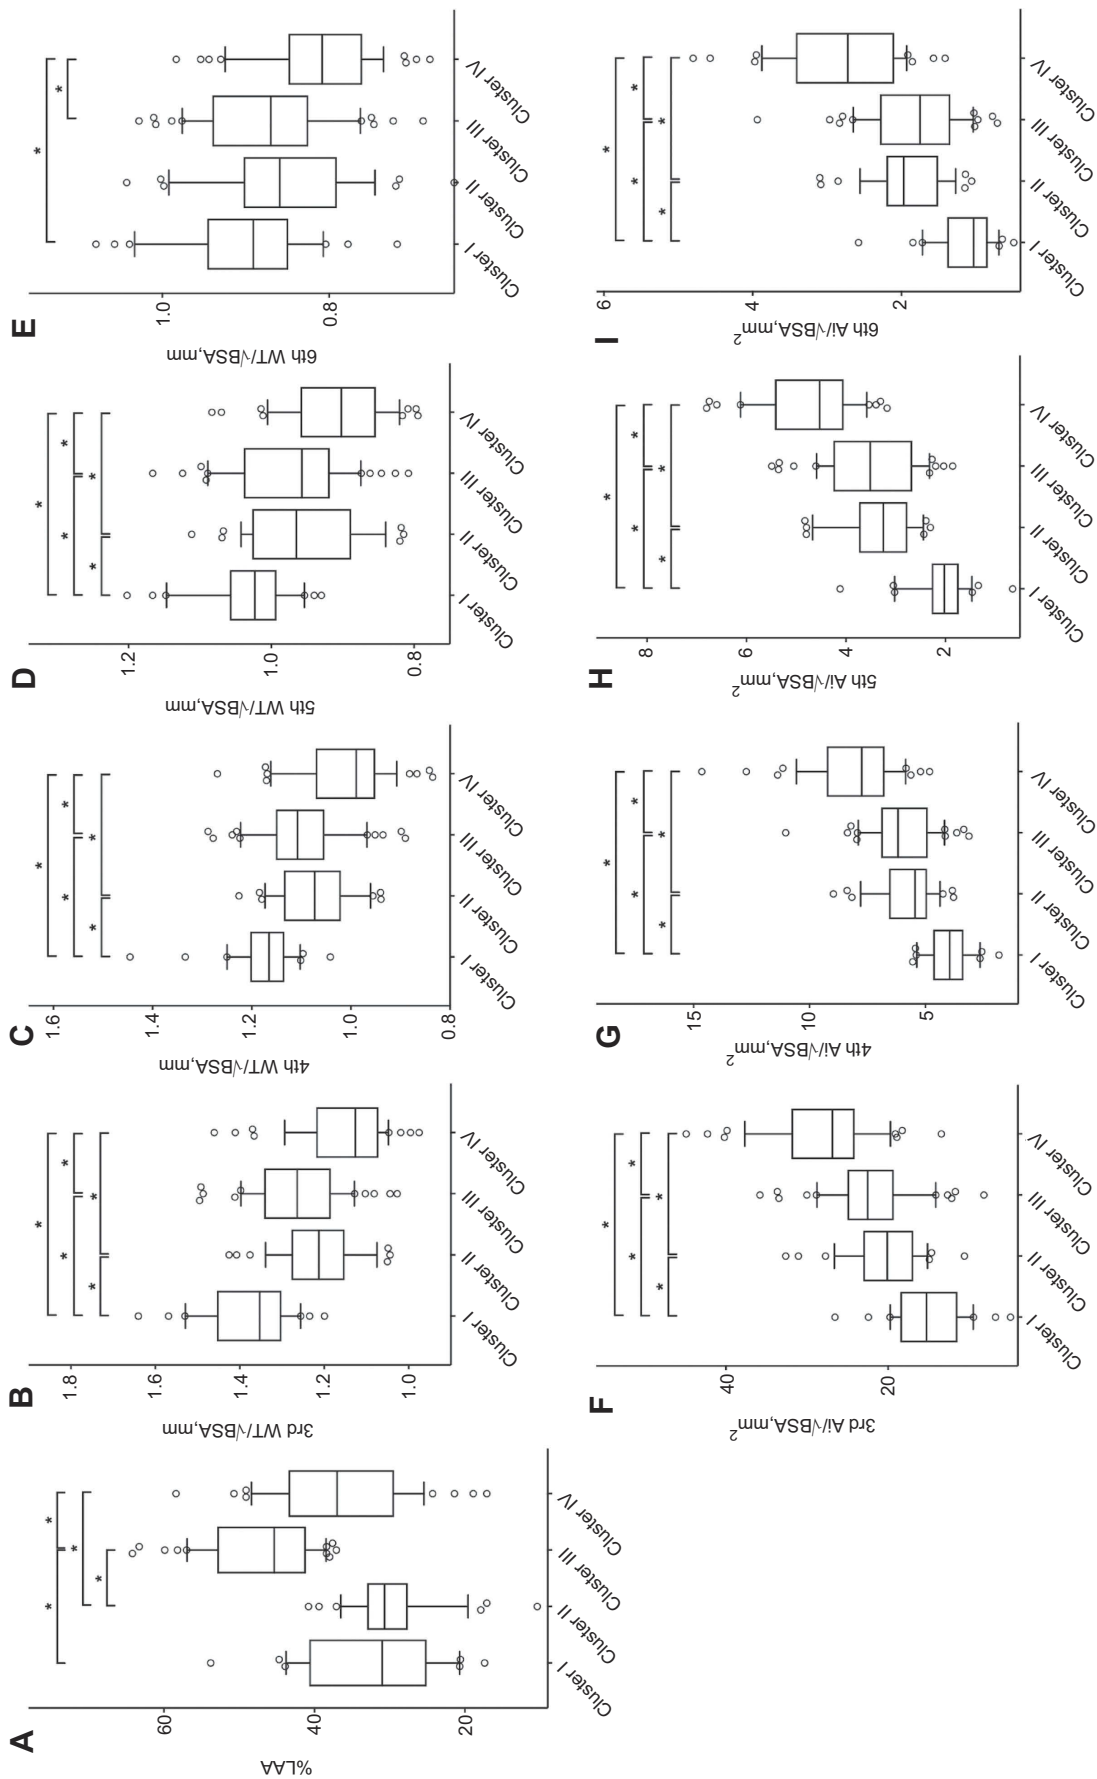 A
%LAA
60
40
20
* *
*
*
Cluster I
Cluster II
Cluster III
Cluster IV
B
3rd WT/√BSA,mm
1.8
1.6
1.4
1.2
1.0
*
* *
* *
Cluster I
Cluster II
Cluster III
Cluster IV
C
4th WT/√BSA,mm
1.6
1.4
1.2
1.0
0.8
*
* *
* *
Cluster I
Cluster II
Cluster III
Cluster IV
D
5th WT/√BSA,mm
1.2
1.0
0.8
*
* *
* *
Cluster I
Cluster II
Cluster III
Cluster IV
E
6th WT/√BSA,mm
1.0
0.8
*
*
Cluster I
Cluster II
Cluster III
Cluster IV
F
3rd Ai/√BSA,mm2
40
20
*
* *
* *
Cluster I
Cluster II
Cluster III
Cluster IV
G
4th Ai/√BSA,mm2
15
10
5
*
* *
* *
Cluster I
Cluster II
Cluster III
Cluster IV
H
5th Ai/√BSA,mm2
8
6
4
2
*
* *
* *
Cluster I
Cluster II
Cluster III
Cluster IV
I
6th Ai/√BSA,mm2
6
4
2
*
* *
* *
Cluster I
Cluster II
Cluster III
Cluster IV